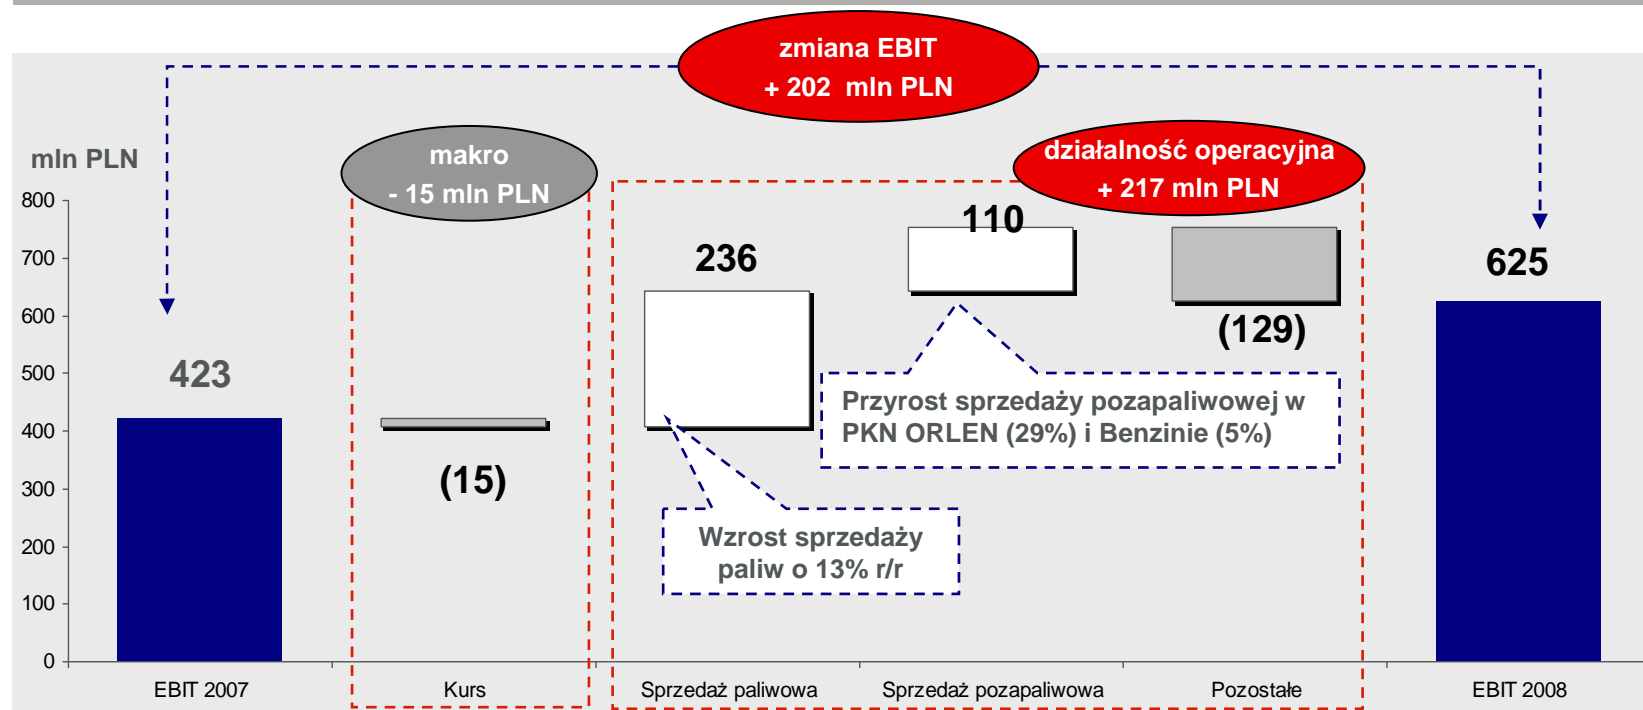 zmiana EBIT
+ 202 mln PLN
makro
- 15 mln PLN
działalność operacyjna
+ 217 mln PLN
mln PLN
800
700
600
500
400
300
200
100
0
423
(15)
236
110
(129)
625
Przyrost sprzedaży pozapaliwowej w
PKN ORLEN (29%) i Benzinie (5%)
Wzrost sprzedaży
paliw o 13% r/r
EBIT 2007
Kurs
Sprzedaż paliwowa
Sprzedaż pozapaliwowa
Pozostałe
EBIT 2008